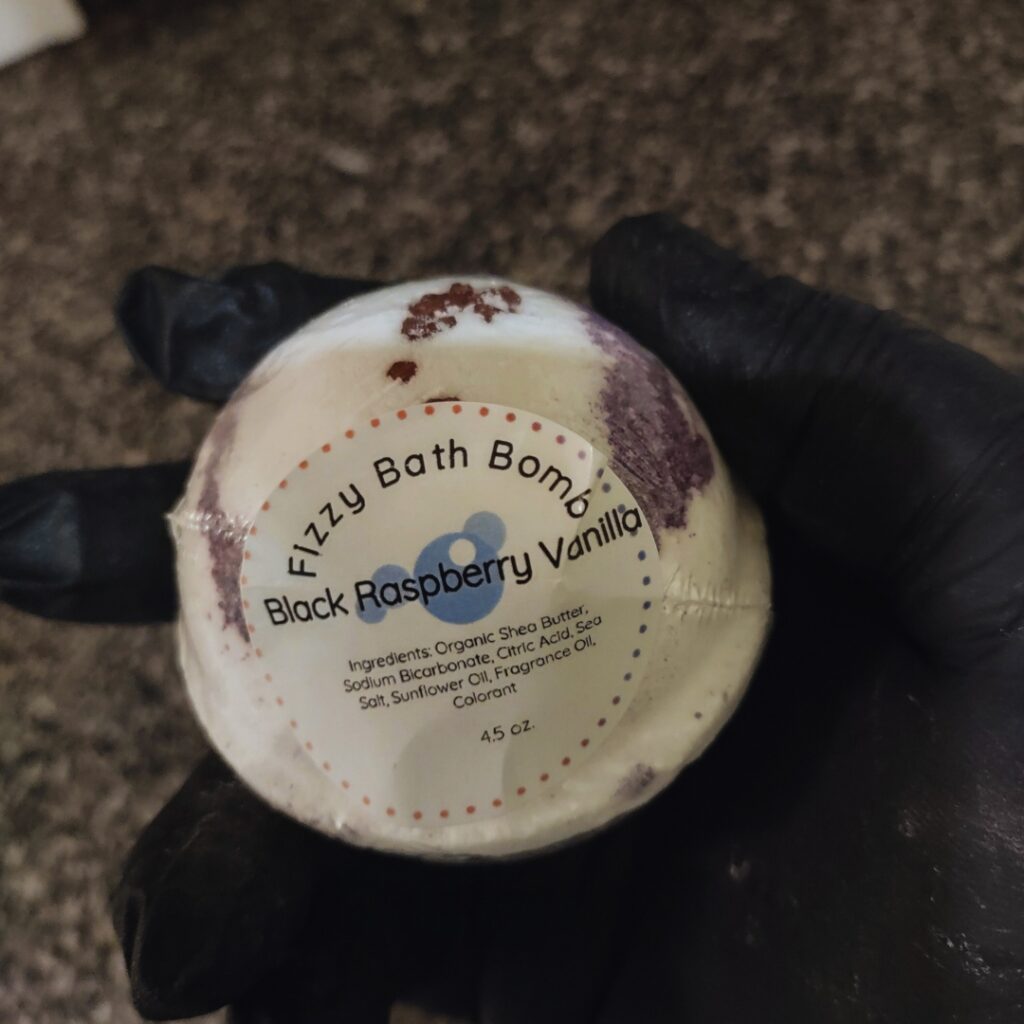 Fizzy Bath Bomb
Black Raspberry Vanilla
Ingredients: Organic Shea Butter,
Sodium Bicarbonate, Citric Acid, Sea
Salt, Sunflower Oil, Fragrance Oil,
Colorant
4.5 oz.